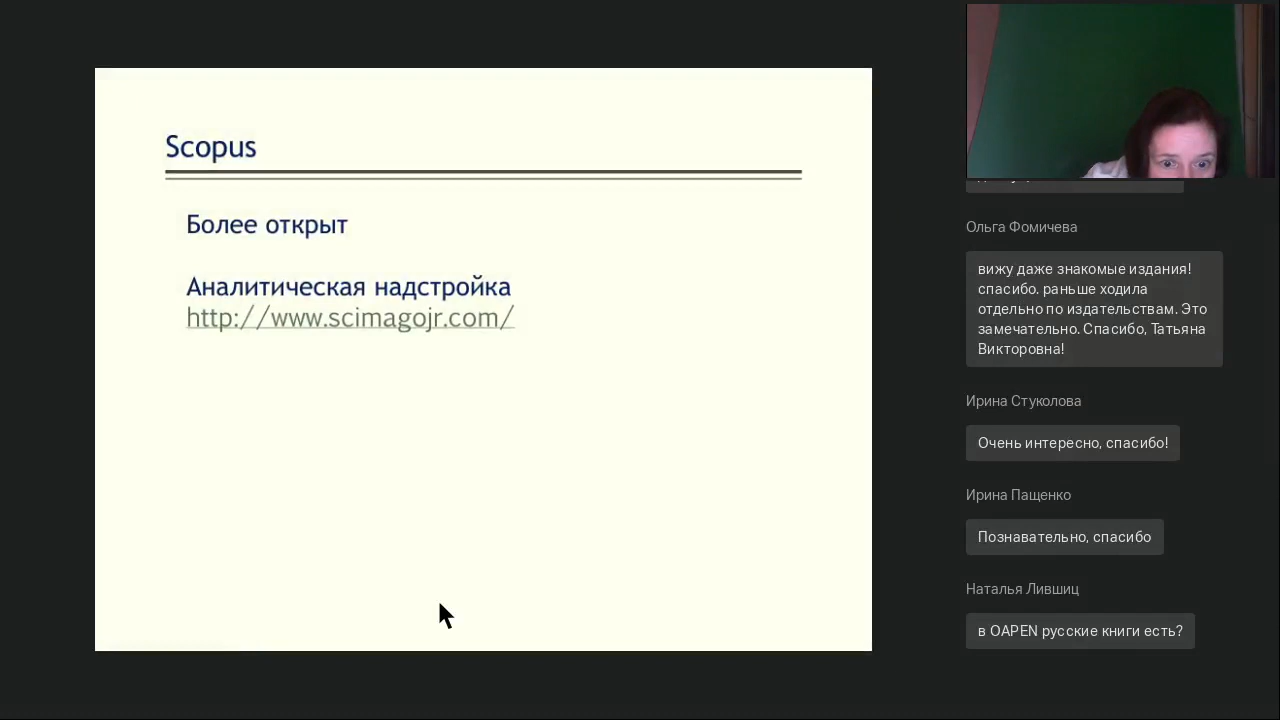 Scopus
Более открыт
Аналитическая надстройка
http://www.scimagojr.com/
Ольга Фомичева
вижу даже знакомые издания!
спасибо. раньше ходила
отдельно по издательствам. Это
замечательно. Спасибо, Татьяна
Викторовна!
Ирина Стуколова
Очень интересно, спасибо!
Ирина Пащенко
Познавательно, спасибо
Наталья Лившиц
в OAPEN русские книги есть?